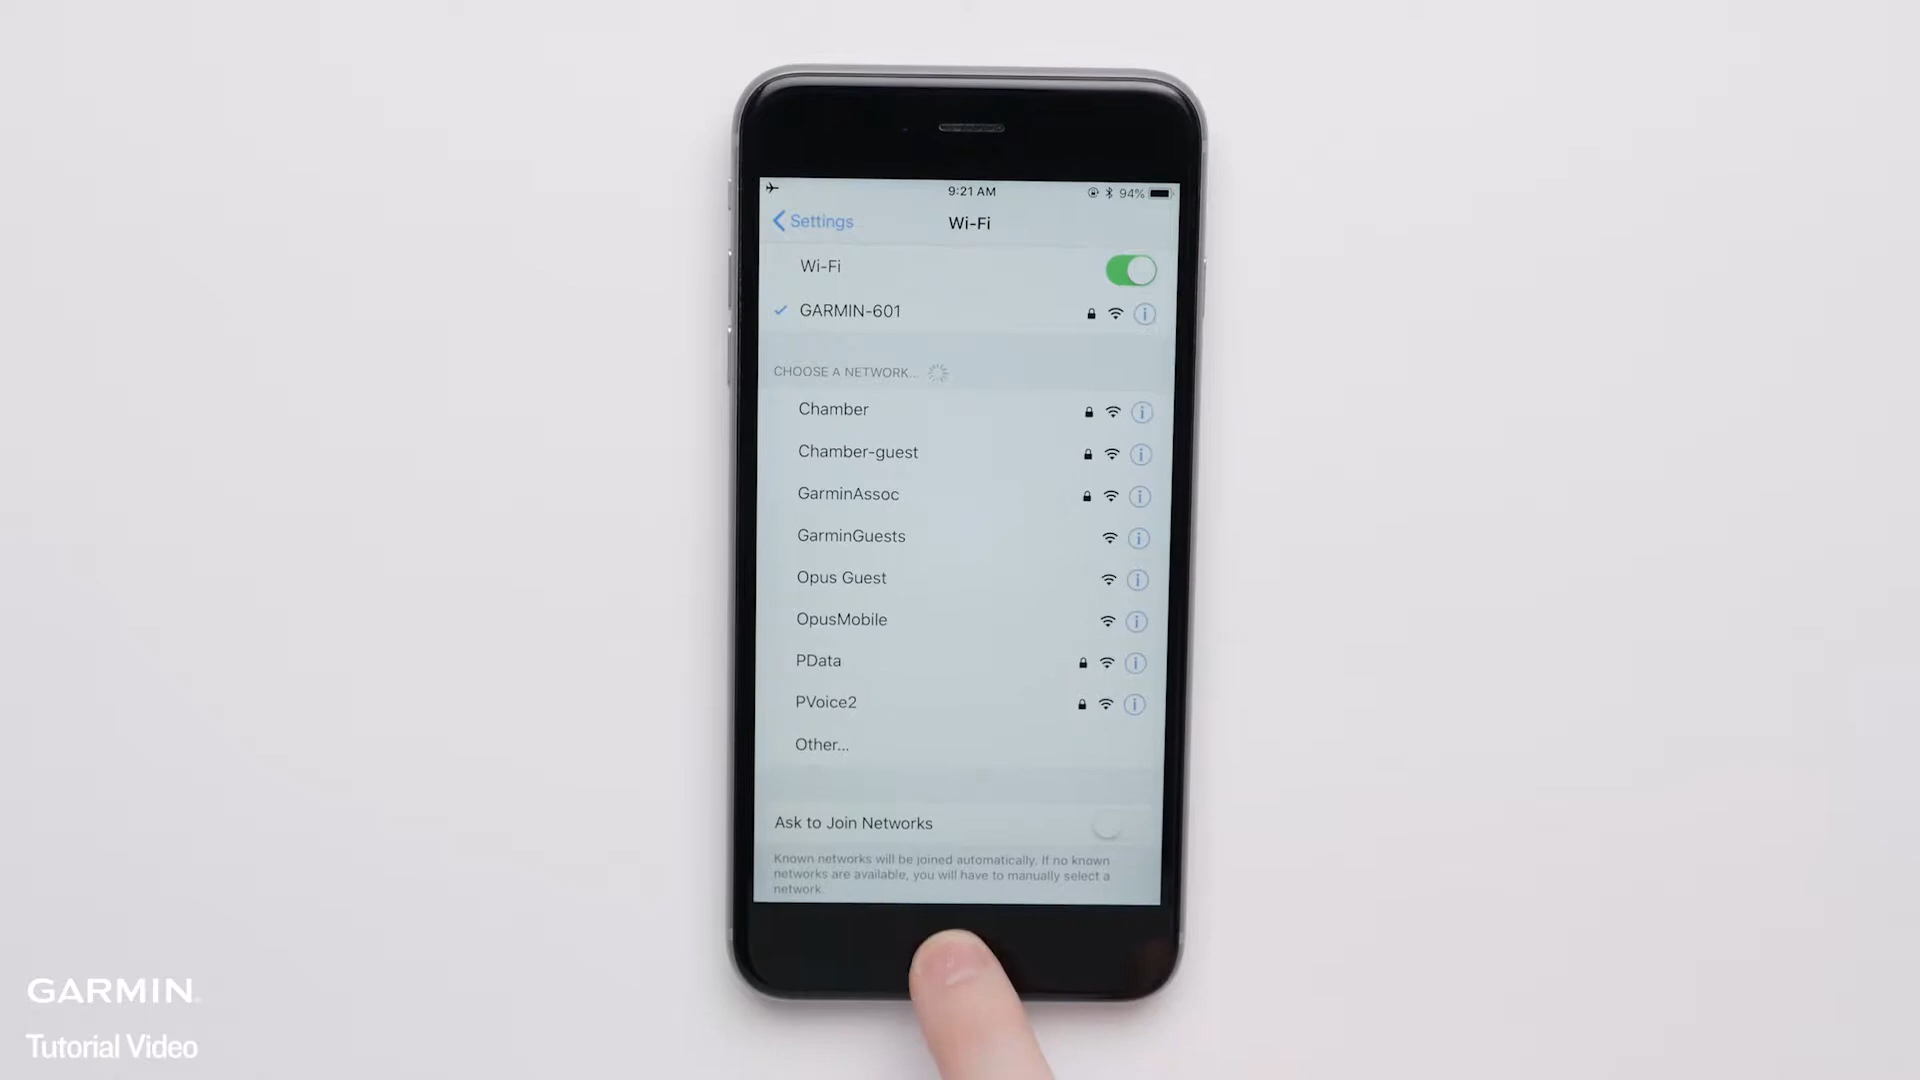 9:21 AM
94%
Settings
Wi-Fi
Wi-Fi
GARMIN-601
CHOOSE A NETWORK...
Chamber
Chamber-guest
GarminAssoc
GarminGuests
Opus Guest
OpusMobile
PData
PVoice2
Other...
Ask to Join Networks
Known networks will be joined automatically. If no known
networks are available, you will have to manually select a
network.
GARMIN
Tutorial Video